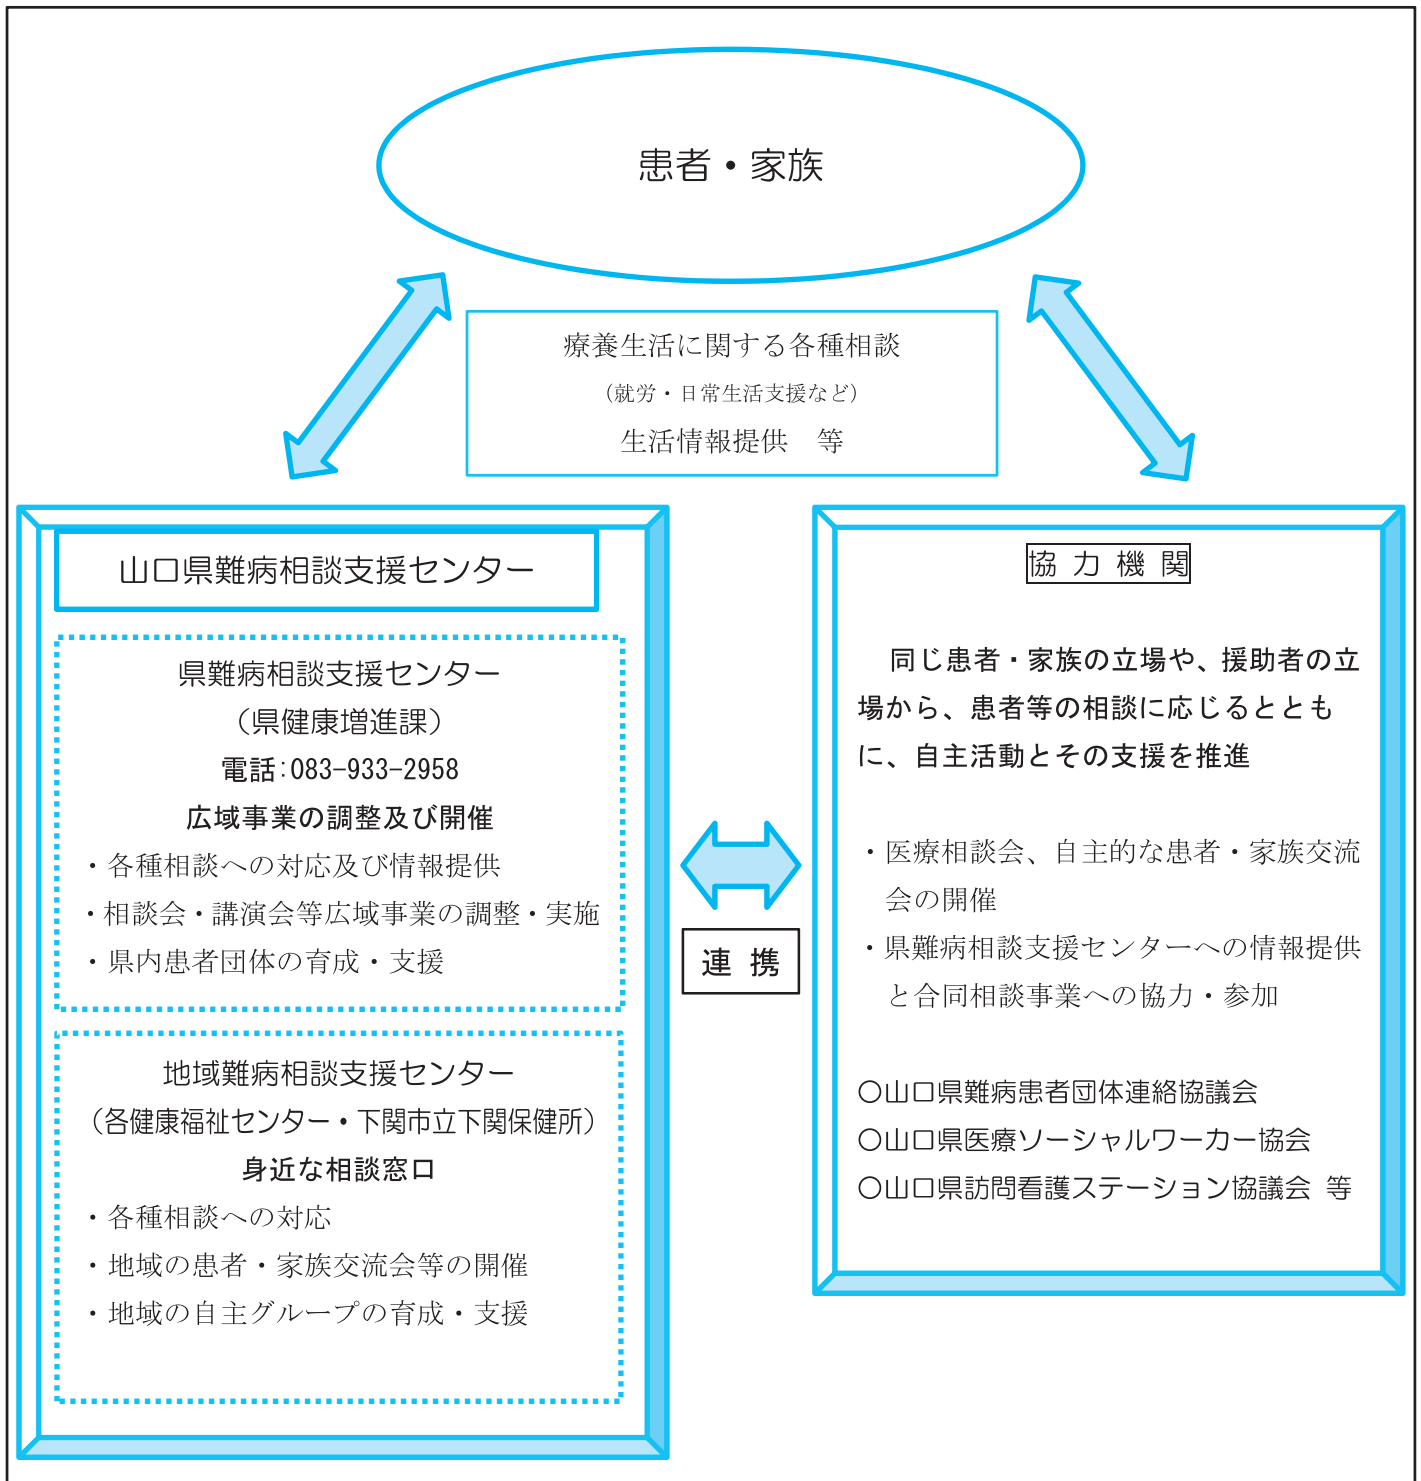 患者・家族
療養生活に関する各種相談
（就労・日常生活支援など）
生活情報提供　等
山口県難病相談支援センター
県難病相談支援センター
（県健康増進課）
電話:083-933-2958
広域事業の調整及び開催
・各種相談への対応及び情報提供
・相談会・講演会等広域事業の調整・実施
・県内患者団体の育成・支援
地域難病相談支援センター
（各健康福祉センター・下関市立下関保健所）
身近な相談窓口
・各種相談への対応
・地域の患者・家族交流会等の開催
・地域の自主グループの育成・支援
連 携
協 力 機 関
同じ患者・家族の立場や、援助者の立
場から、患者等の相談に応じるととも
に、自主活動とその支援を推進
・医療相談会、自主的な患者・家族交流
会の開催
・県難病相談支援センターへの情報提供
と合同相談事業への協力・参加
○山口県難病患者団体連絡協議会
○山口県医療ソーシャルワーカー協会
○山口県訪問看護ステーション協議会 等